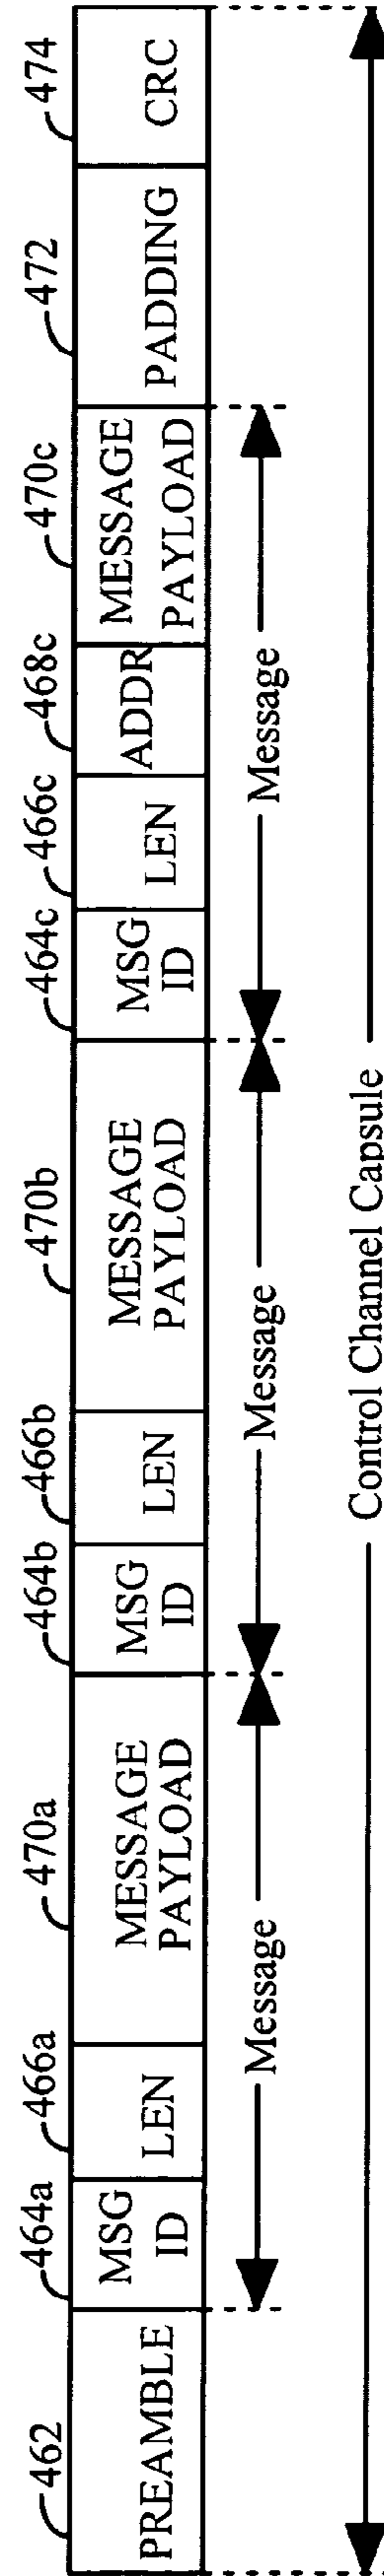 462
464a
466a
470a
464b
466b
470b
464c
466c
468c
470c
472
474
PREAMBLE
MSG
ID
LEN
MESSAGE
PAYLOAD
MSG
ID
LEN
MESSAGE
PAYLOAD
MSG
ID
LEN
ADDR
MESSAGE
PAYLOAD
PADDING
CRC
Message
Message
Message
Control Channel Capsule